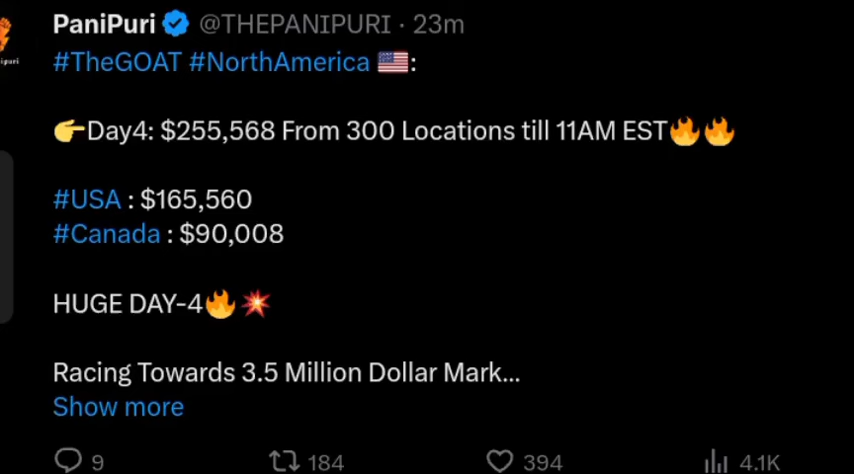 PaniPuri @THEPANIPURI · 23m
#TheGOAT #NorthAmerica 🇺🇸:
👉Day4: $255,568 From 300 Locations till 11AM EST🔥🔥
#USA : $165,560
#Canada : $90,008
HUGE DAY-4🔥💥
Racing Towards 3.5 Million Dollar Mark...
Show more
9 184 394 4.1K